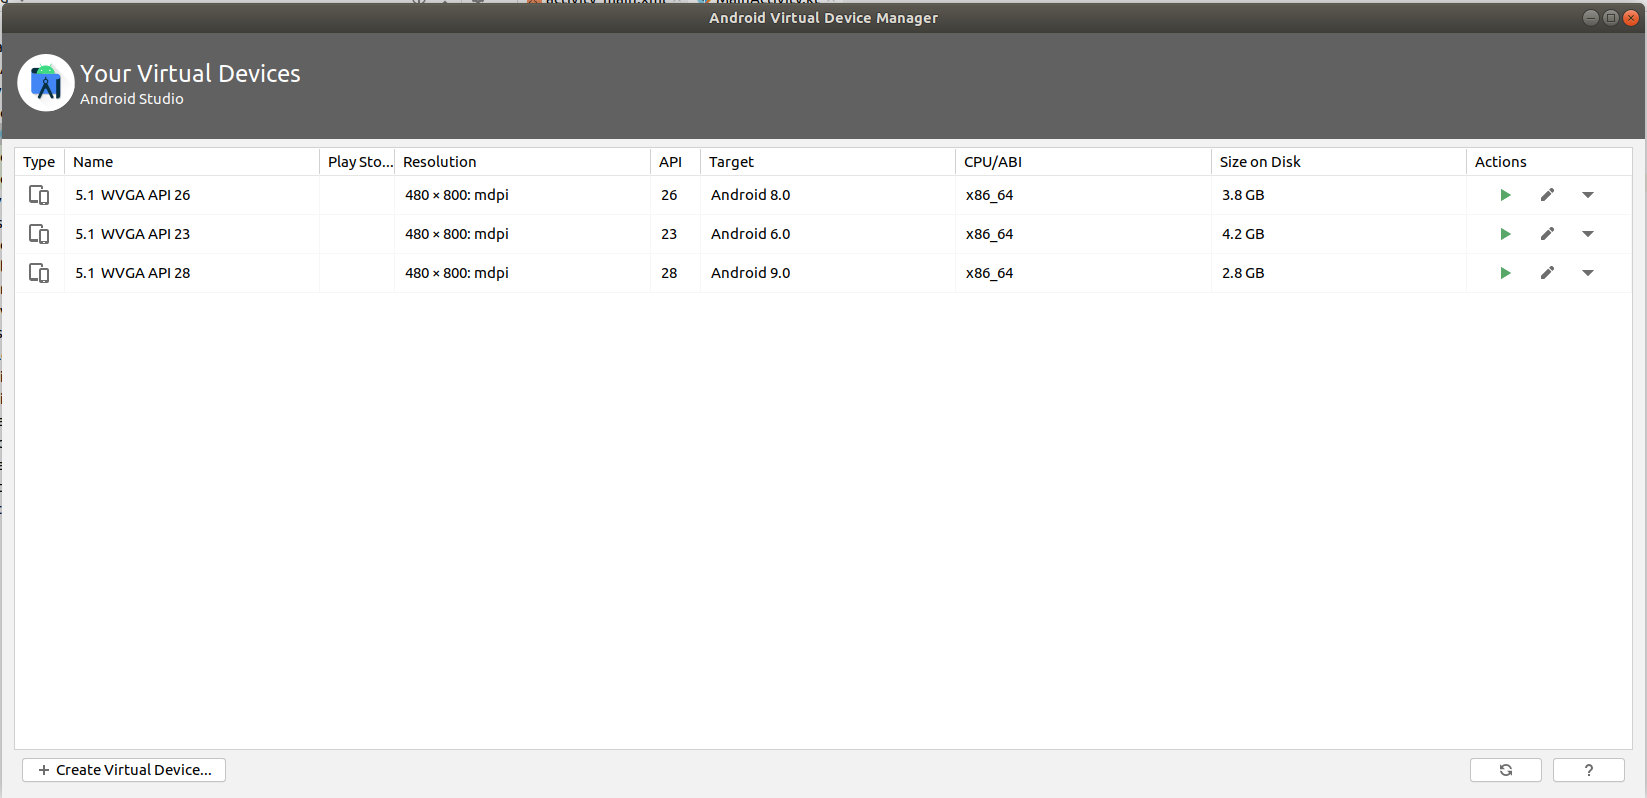 Android Virtual Device Manager
Your Virtual Devices
Android Studio
Type Name Play Sto... Resolution API Target CPU/ABI Size on Disk Actions
5.1 WVGA API 26 480 × 800: mdpi 26 Android 8.0 x86_64 3.8 GB
5.1 WVGA API 23 480 × 800: mdpi 23 Android 6.0 x86_64 4.2 GB
5.1 WVGA API 28 480 × 800: mdpi 28 Android 9.0 x86_64 2.8 GB
+ Create Virtual Device... ?